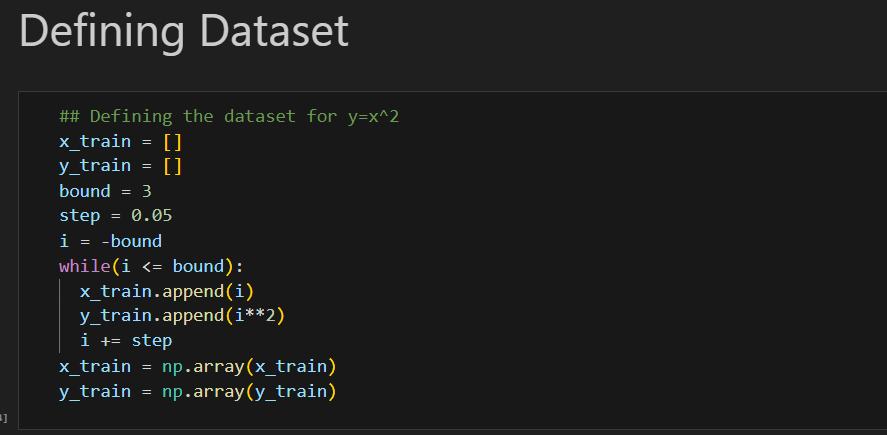 Defining Dataset
## Defining the dataset for y=x^2
x_train = []
y_train = []
bound = 3
step = 0.05
i = -bound
while(i <= bound):
  x_train.append(i)
  y_train.append(i**2)
  i += step
x_train = np.array(x_train)
y_train = np.array(y_train)